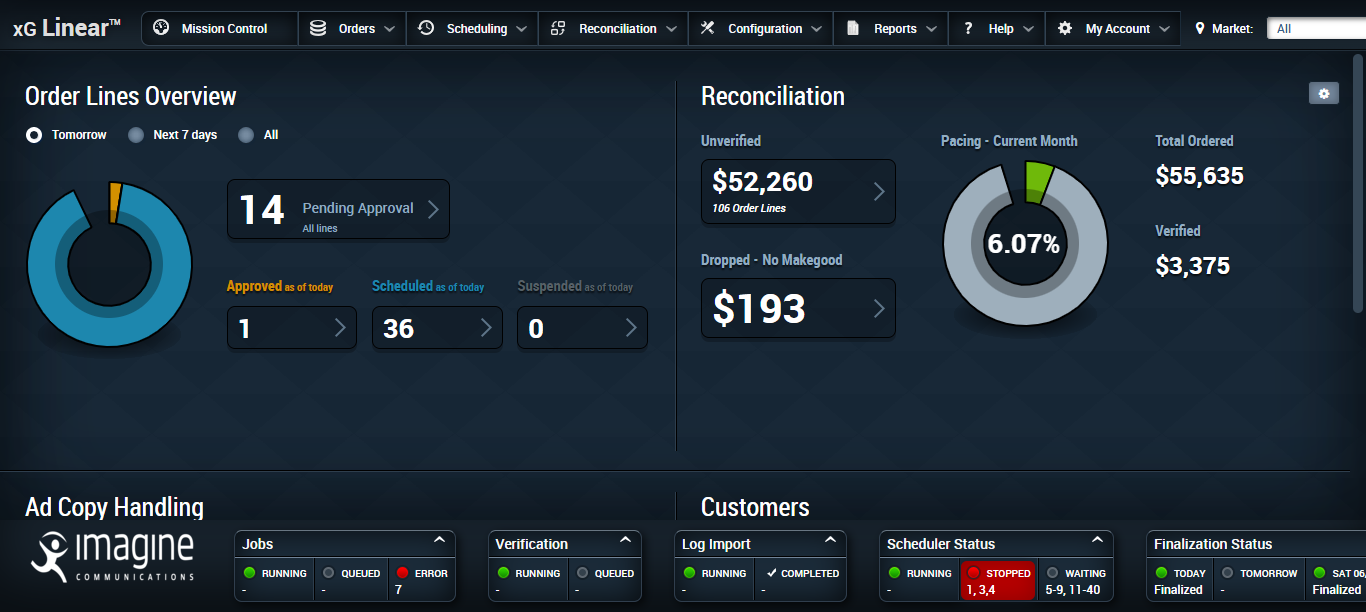 xG Linear™
Mission Control
Orders
Scheduling
Reconciliation
Configuration
Reports
? Help
My Account
Market:
All
Order Lines Overview
Tomorrow
Next 7 days
All
14
Pending Approval
All lines
Approved as of today
1
Scheduled as of today
36
Suspended as of today
0
Reconciliation
Unverified
$52,260
106 Order Lines
Dropped - No Makegood
$193
Pacing - Current Month
6.07%
Total Ordered
$55,635
Verified
$3,375
Ad Copy Handling
Customers
imagine
COMMUNICATIONS
Jobs
RUNNING
-
QUEUED
-
ERROR
7
Verification
RUNNING
-
QUEUED
-
Log Import
RUNNING
-
COMPLETED
-
Scheduler Status
RUNNING
-
STOPPED
1, 3,4
WAITING
5-9, 11-40
Finalization Status
TODAY
Finalized
TOMORROW
-
SAT 06,
Finalized